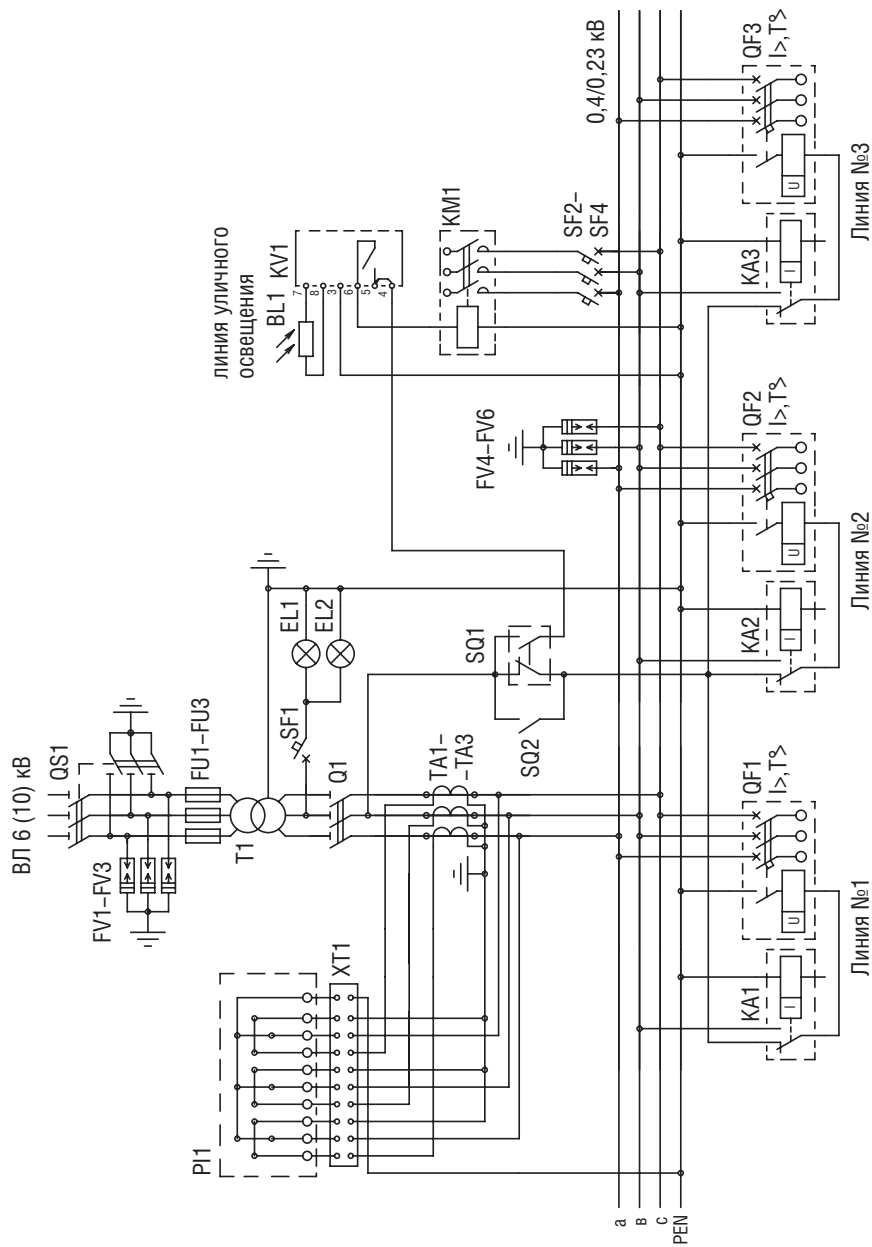 ВЛ 6 (10) кВ
QS1
FV1–FV3
FU1–FU3
T1
SF1
EL1
EL2
Q1
PI1
XT1
TA1–
–TA3
SQ1
SQ2
линия уличного
освещения
BL1
KV1
7
8
3
6
5
4
KM1
SF2–
SF4
FV4–FV6
0,4/0,23 кВ
a
в
c
PEN
KA1
I
U
QF1
I>,T°>
Линия №1
KA2
I
U
QF2
I>,T°>
Линия №2
KA3
I
U
QF3
I>,T°>
Линия №3